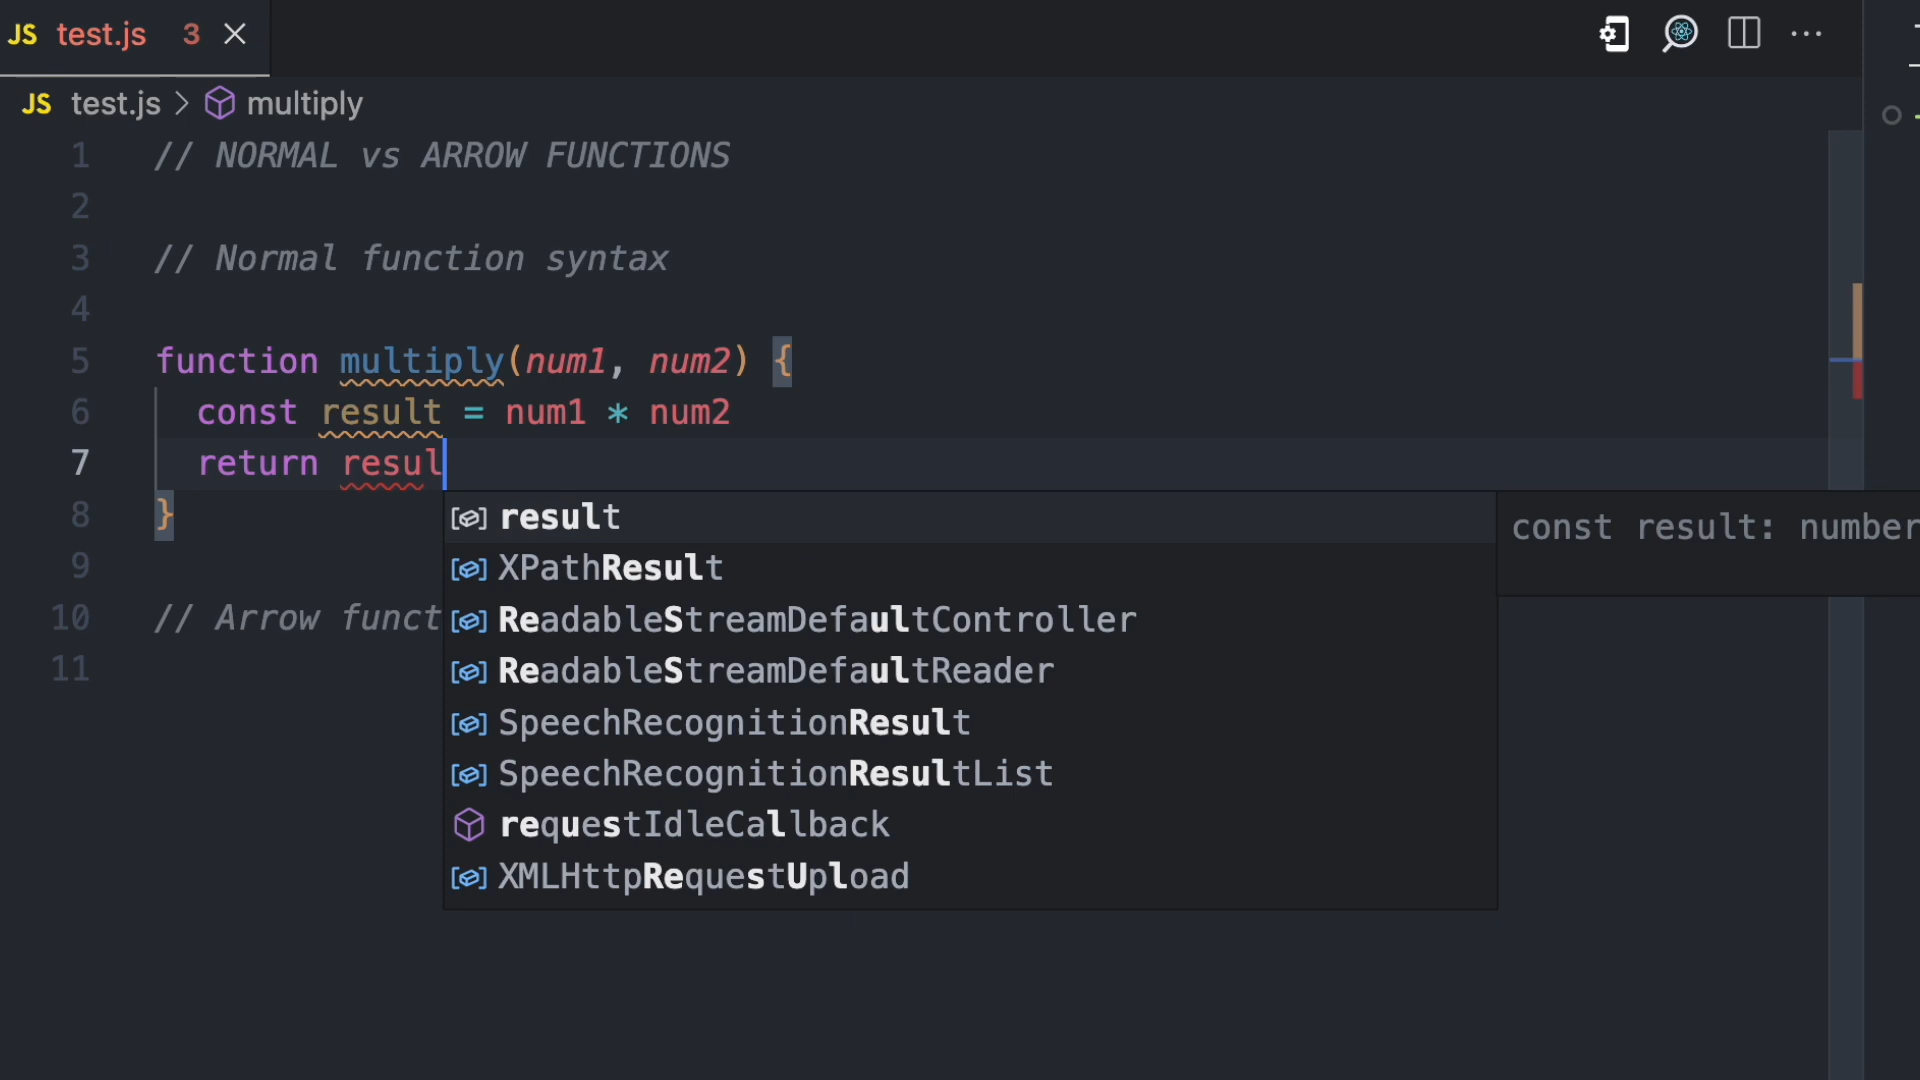 JS test.js 3
JS test.js > multiply
1 // NORMAL vs ARROW FUNCTIONS
2
3 // Normal function syntax
4
5 function multiply(num1, num2) {
6 const result = num1 * num2
7 return resul
8 }
9
10 // Arrow funct
11
result
const result: number
XPathResult
ReadableStreamDefaultController
ReadableStreamDefaultReader
SpeechRecognitionResult
SpeechRecognitionResultList
requestIdleCallback
XMLHttpRequestUpload